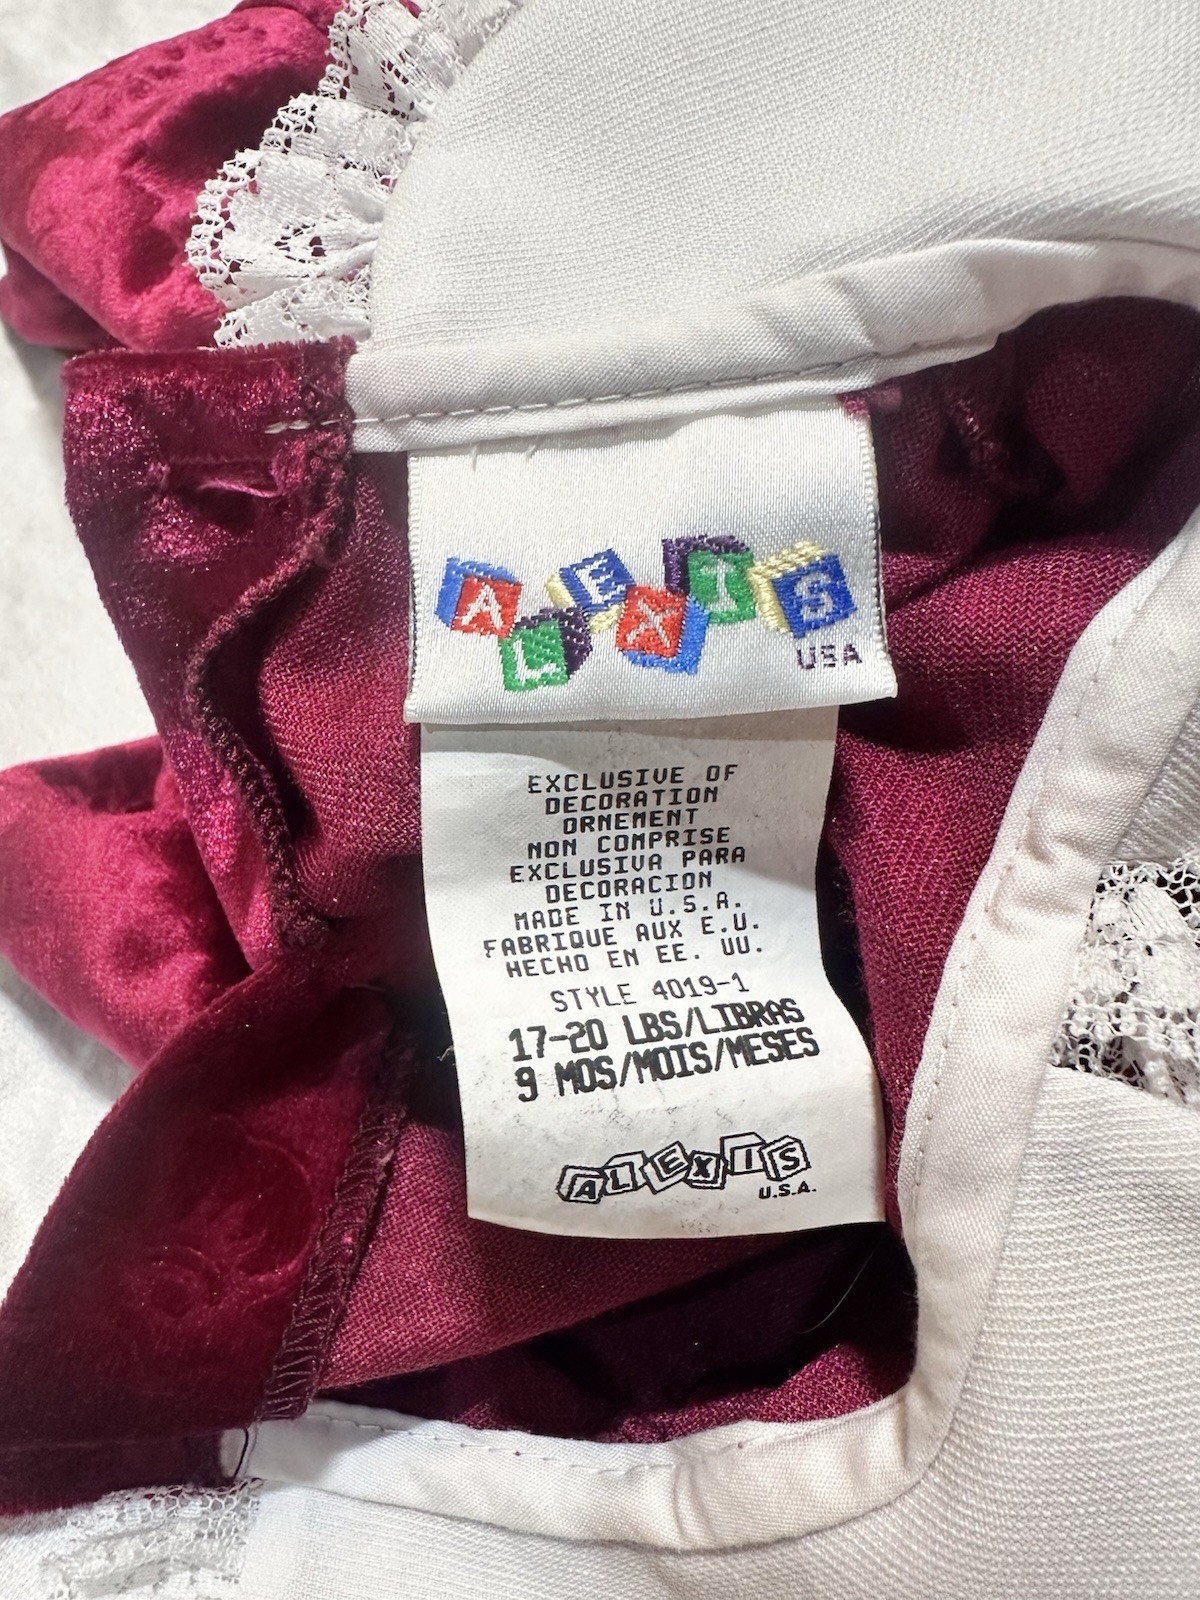 ALEXIS
USA
EXCLUSIVE OF
DECORATION
ORNEMENT
NON COMPRISE
EXCLUSIVA PARA
DECORACION
MADE IN U.S.A.
FABRIQUE AUX E.U.
HECHO EN EE. UU.
STYLE 4019-1
17-20 LBS/LIBRAS
9 MOS/MOIS/MESES
ALEXIS
U.S.A.